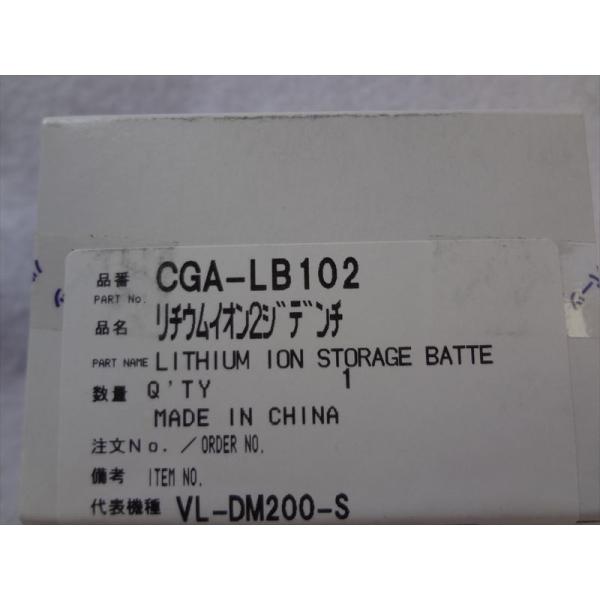 品番 CGA-LB102
PART No.
品名 リチウムイオン2ジデンチ
PART NAME LITHIUM ION STORAGE BATTE
数量 Q'TY 1
MADE IN CHINA
注文No./ORDER NO.
備考 ITEM NO.
代表機種 VL-DM200-S